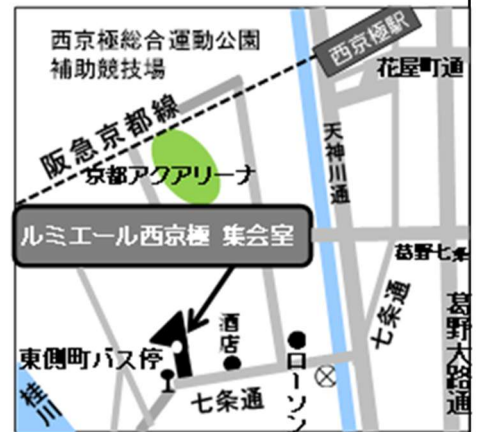 西京極総合運動公園
補助競技場
西京極駅
花屋町通
阪急京都線
京都アクアリーナ
天神川通
ルミエール西京極 集会室
葛野七条
七条通
葛野大路通
酒店
東側町バス停
ローソン
七条通
桂川